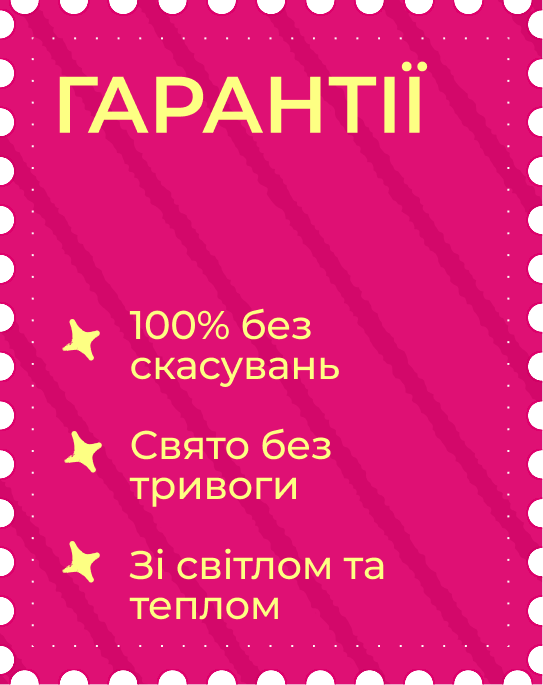 ГАРАНТІЇ
100% без
скасувань
Свято без
тривоги
Зі світлом та
теплом